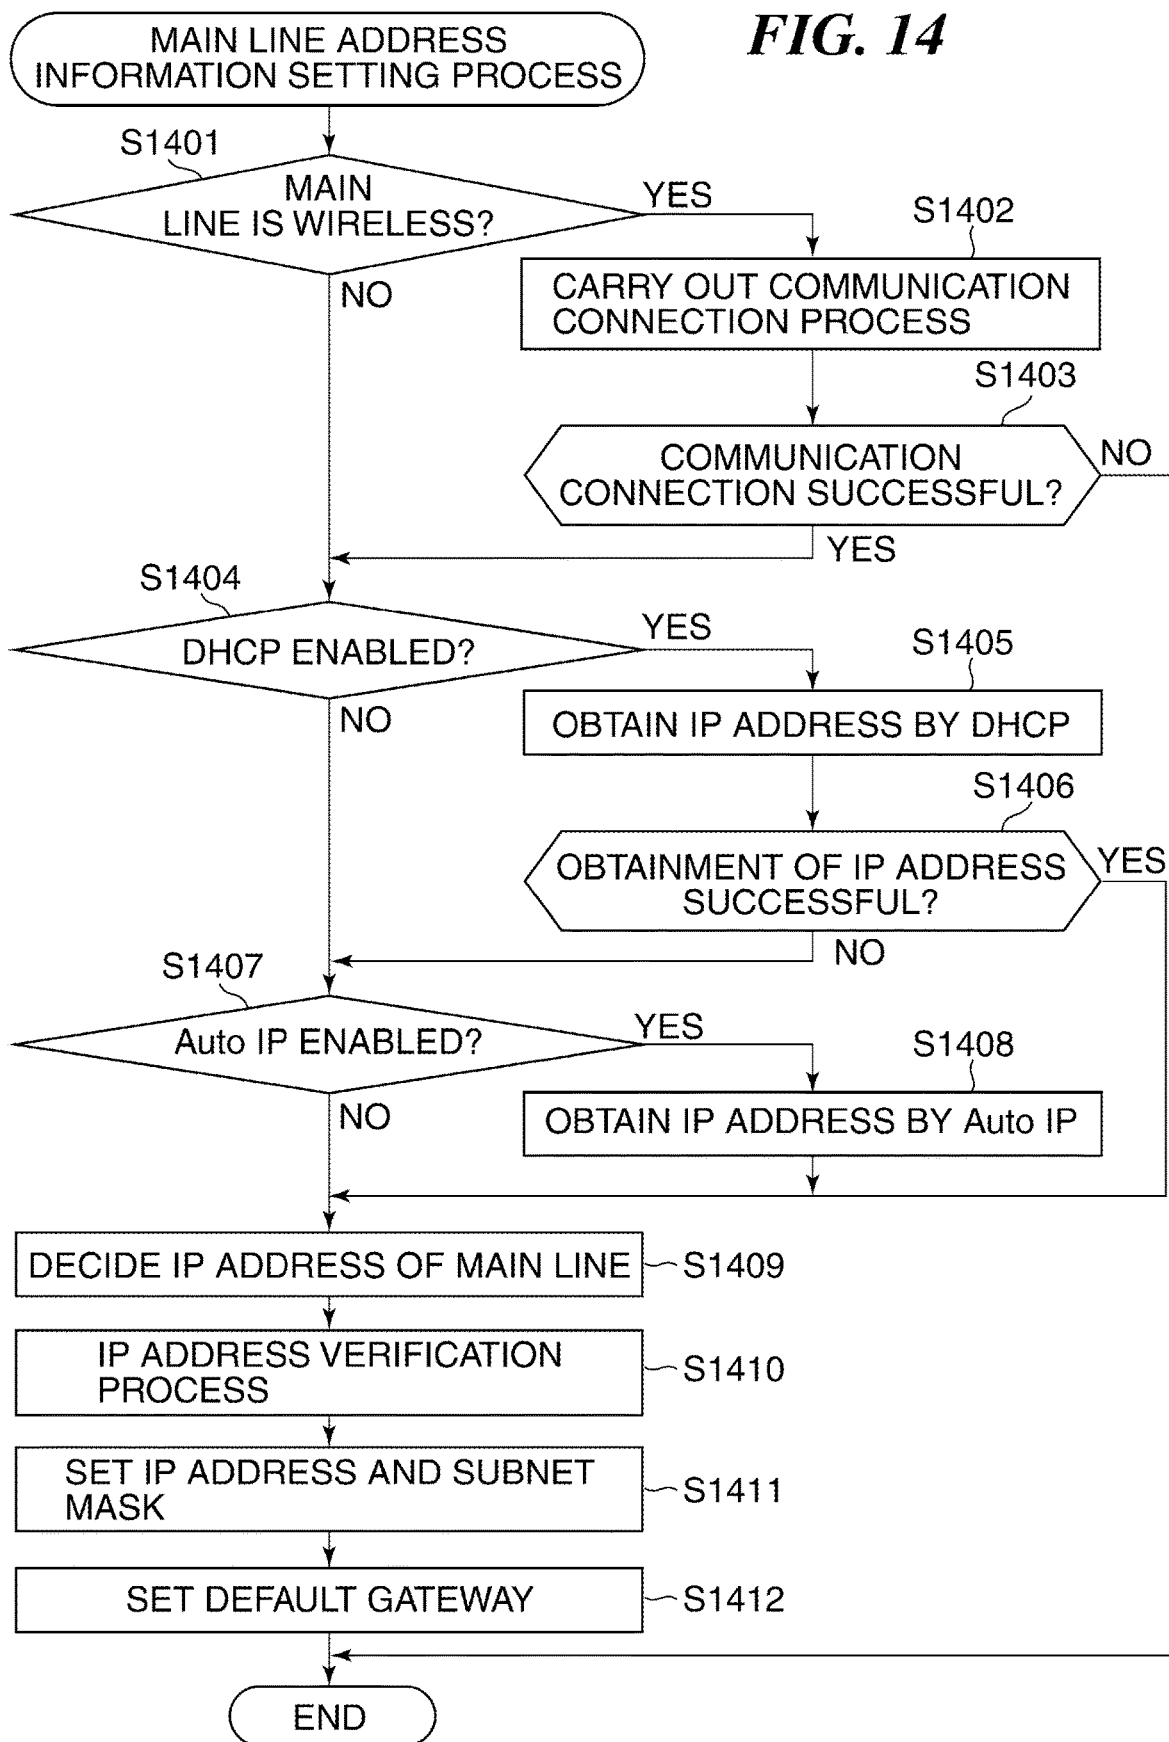 FIG. 14
MAIN LINE ADDRESS
INFORMATION SETTING PROCESS
S1401
MAIN
LINE IS WIRELESS?
YES
NO
S1402
CARRY OUT COMMUNICATION
CONNECTION PROCESS
S1403
COMMUNICATION
CONNECTION SUCCESSFUL?
NO
YES
S1404
DHCP ENABLED?
YES
NO
S1405
OBTAIN IP ADDRESS BY DHCP
S1406
OBTAINMENT OF IP ADDRESS
SUCCESSFUL?
YES
NO
S1407
Auto IP ENABLED?
YES
NO
S1408
OBTAIN IP ADDRESS BY Auto IP
DECIDE IP ADDRESS OF MAIN LINE
S1409
IP ADDRESS VERIFICATION
PROCESS
S1410
SET IP ADDRESS AND SUBNET
MASK
S1411
SET DEFAULT GATEWAY
S1412
END